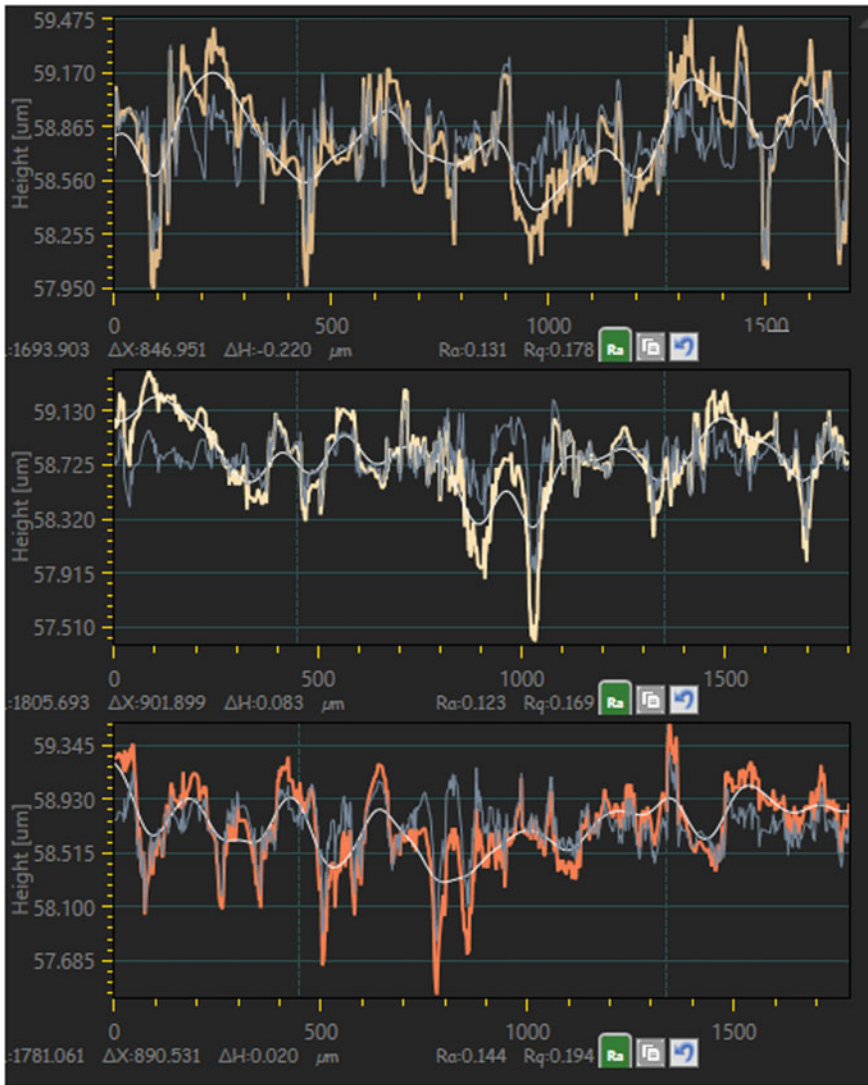 Height [um]
59.475
59.170
58.865
58.560
58.255
57.950
0 500 1000 1500
.:1693.903 ΔX:846.951 ΔH:-0.220 µm Ra:0.131 Rq:0.178 Ra
Height [um]
59.130
58.725
58.320
57.915
57.510
0 500 1000 1500
.:1805.693 ΔX:901.899 ΔH:0.083 µm Ra:0.123 Rq:0.169 Ra
Height [um]
59.345
58.930
58.515
58.100
57.685
0 500 1000 1500
.:1781.061 ΔX:890.531 ΔH:0.020 µm Ra:0.144 Rq:0.194 Ra